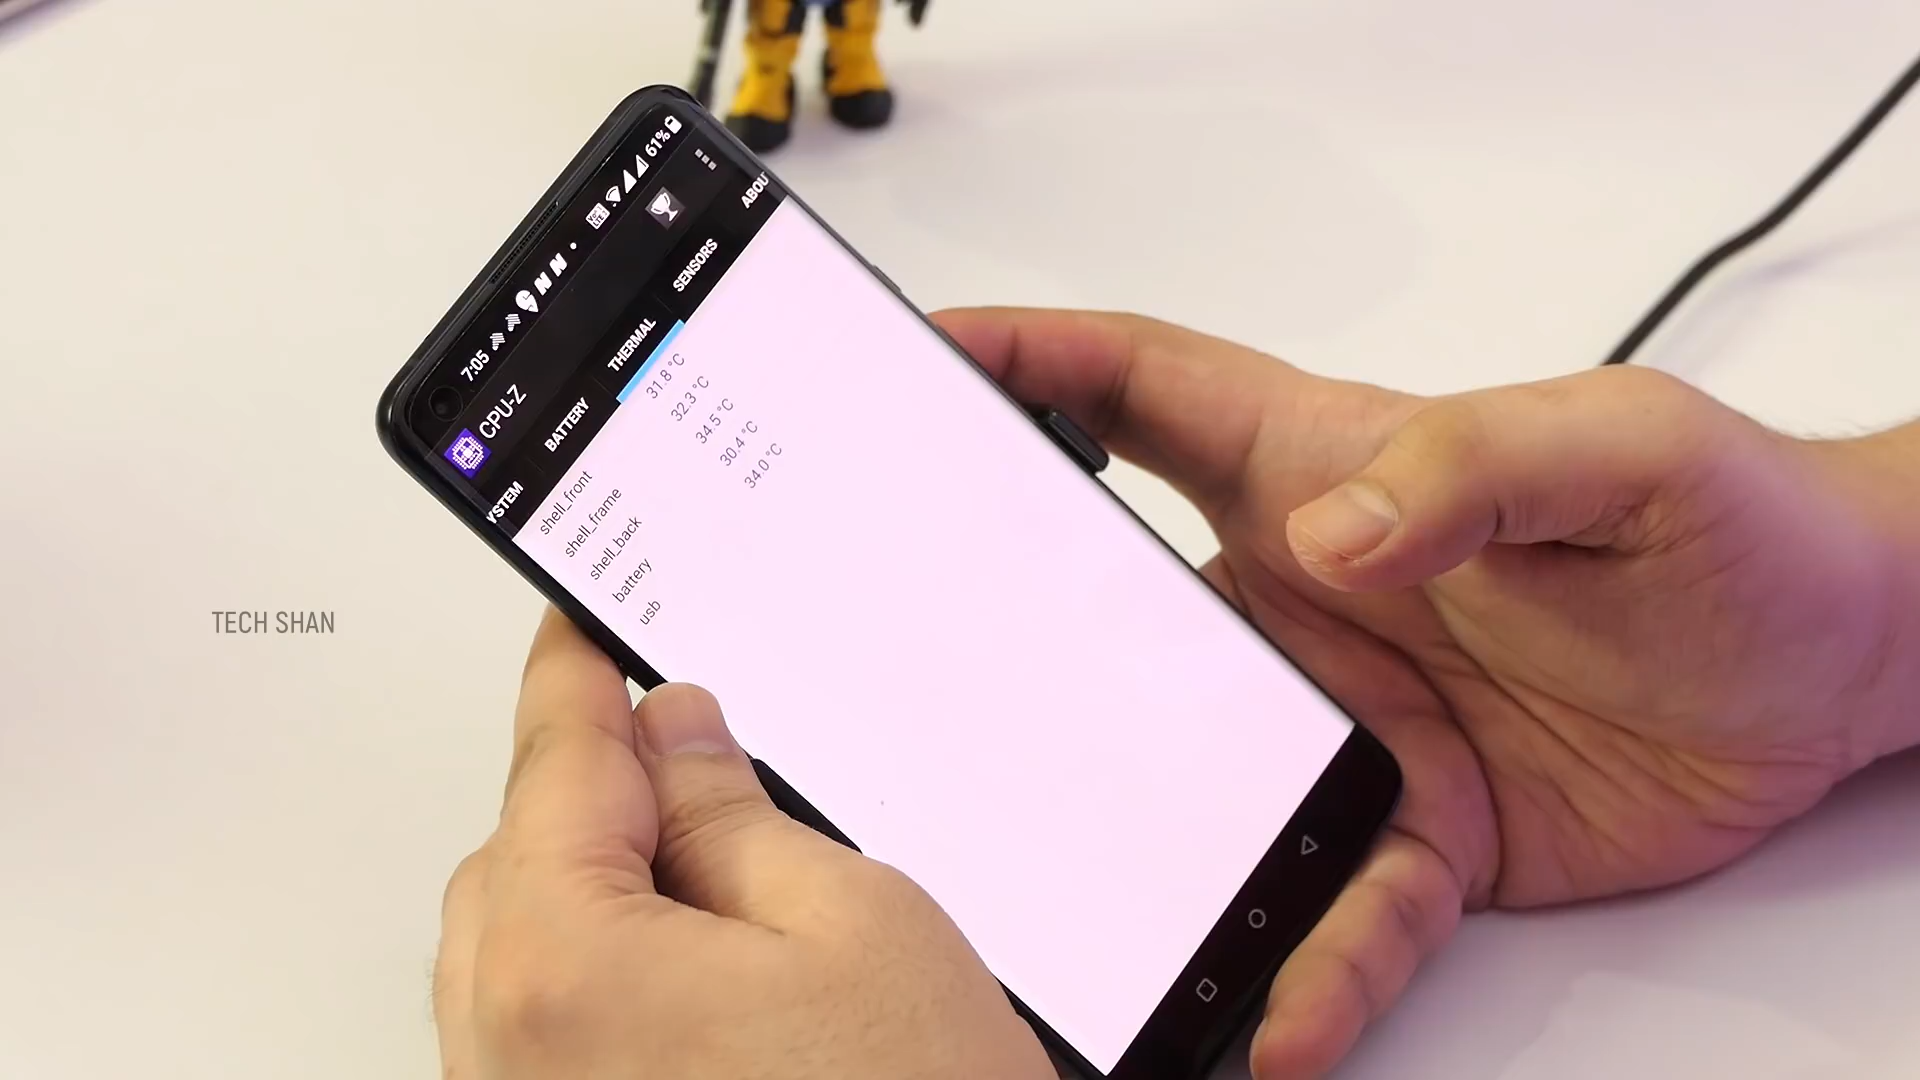 7:05 61%
VoLTE
CPU-Z
YSTEM BATTERY THERMAL SENSORS ABOU
shell_front 31.8 °C
shell_frame 32.3 °C
shell_back 34.5 °C
battery 30.4 °C
usb 34.0 °C
TECH SHAN